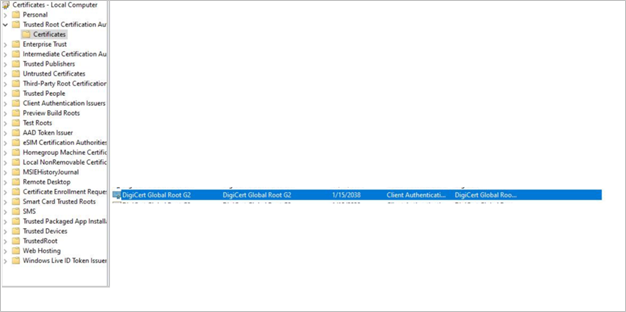 Certificates - Local Computer
Personal
Trusted Root Certification Au
Certificates
Enterprise Trust
Intermediate Certification Au
Trusted Publishers
Untrusted Certificates
Third-Party Root Certification
Trusted People
Client Authentication Issuers
Preview Build Roots
Test Roots
AAD Token Issuer
eSIM Certification Authorities
Homegroup Machine Certific
Local NonRemovable Certific
MSIEHistoryJournal
Remote Desktop
Certificate Enrollment Reques
Smart Card Trusted Roots
SMS
Trusted Packaged App Installa
Trusted Devices
TrustedRoot
Web Hosting
Windows Live ID Token Issuer
DigiCert Global Root G2 DigiCert Global Root G2 1/15/2038 Client Authenticati... DigiCert Global Roo...